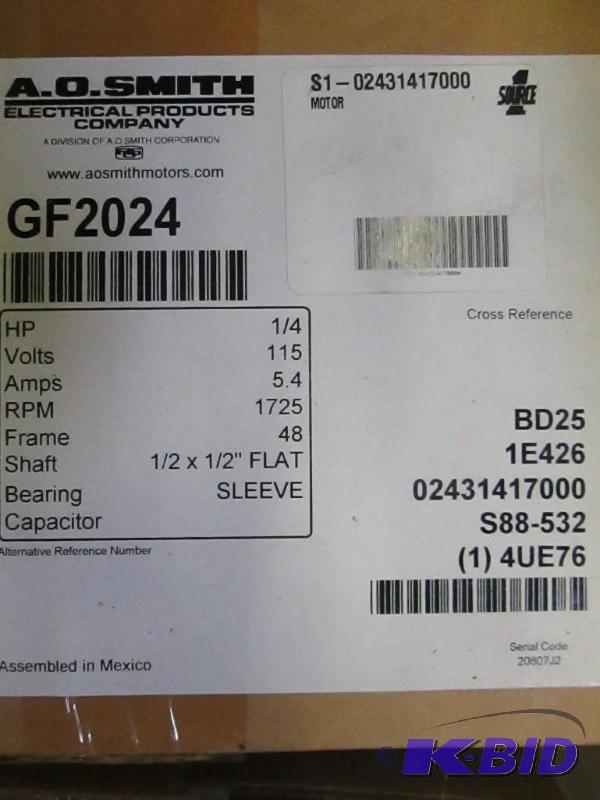 A.O.SMITH
ELECTRICAL PRODUCTS
COMPANY
A DIVISION OF A.O.SMITH CORPORATION
www.aosmithmotors.com
GF2024
S1-02431417000
MOTOR
1
SOURCE
HP 1/4
Volts 115
Amps 5.4
RPM 1725
Frame 48
Shaft 1/2 x 1/2" FLAT
Bearing SLEEVE
Capacitor
Alternative Reference Number
Assembled in Mexico
Cross Reference
BD25
1E426
02431417000
S88-532
(1) 4UE76
Serial Code
20807J2
© K-BID